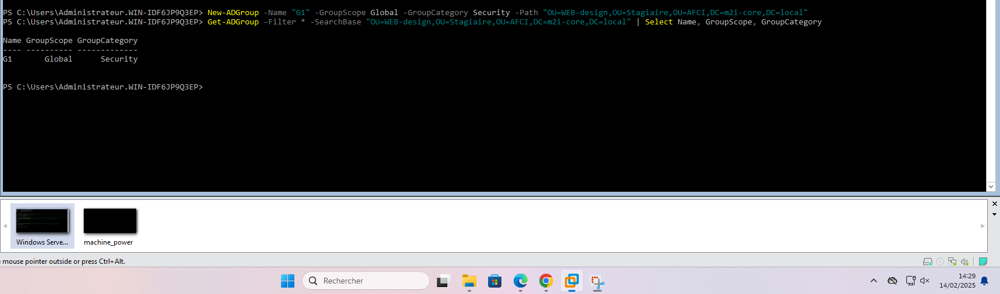 PS C:\Users\Administrateur.WIN-IDF6JP9Q3EP> New-ADGroup -Name "G1" -GroupScope Global -GroupCategory Security -Path "OU=WEB-design,OU=Stagiaire,OU=AFCI,DC=m2i-core,DC=local"
PS C:\Users\Administrateur.WIN-IDF6JP9Q3EP> Get-ADGroup -Filter * -SearchBase "OU=WEB-design,OU=Stagiaire,OU=AFCI,DC=m2i-core,DC=local" | Select Name, GroupScope, GroupCategory
Name GroupScope GroupCategory
---- ---------- -------------
G1 Global Security
PS C:\Users\Administrateur.WIN-IDF6JP9Q3EP>
Windows Serve...
machine_power
mouse pointer outside or press Ctrl+Alt.
Rechercher
14:29
14/02/2025